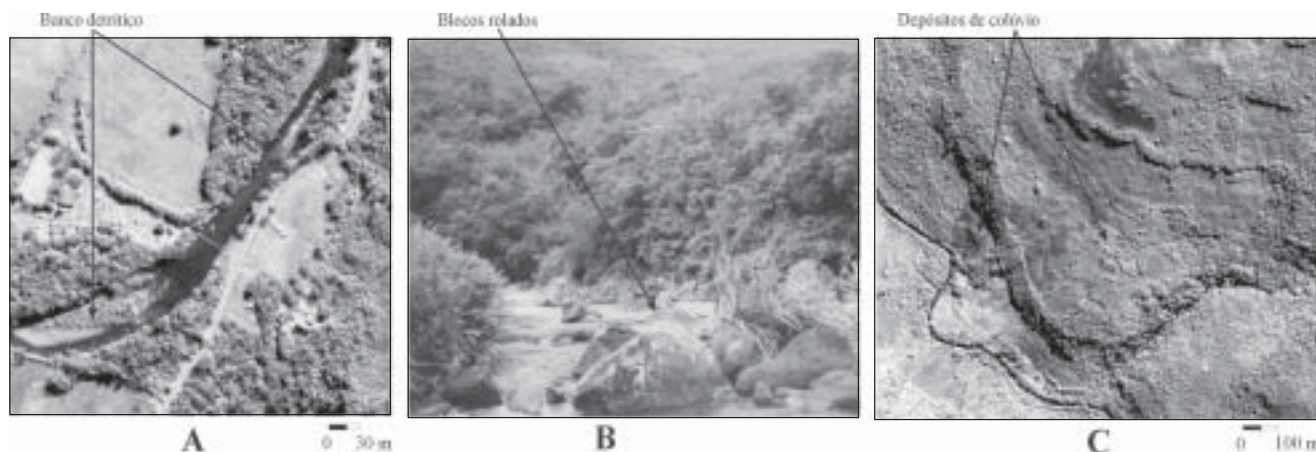 Banco detrítico
Blocos rolados
Depósitos de colúvio
A
0 30 m
B
C
0 100 m